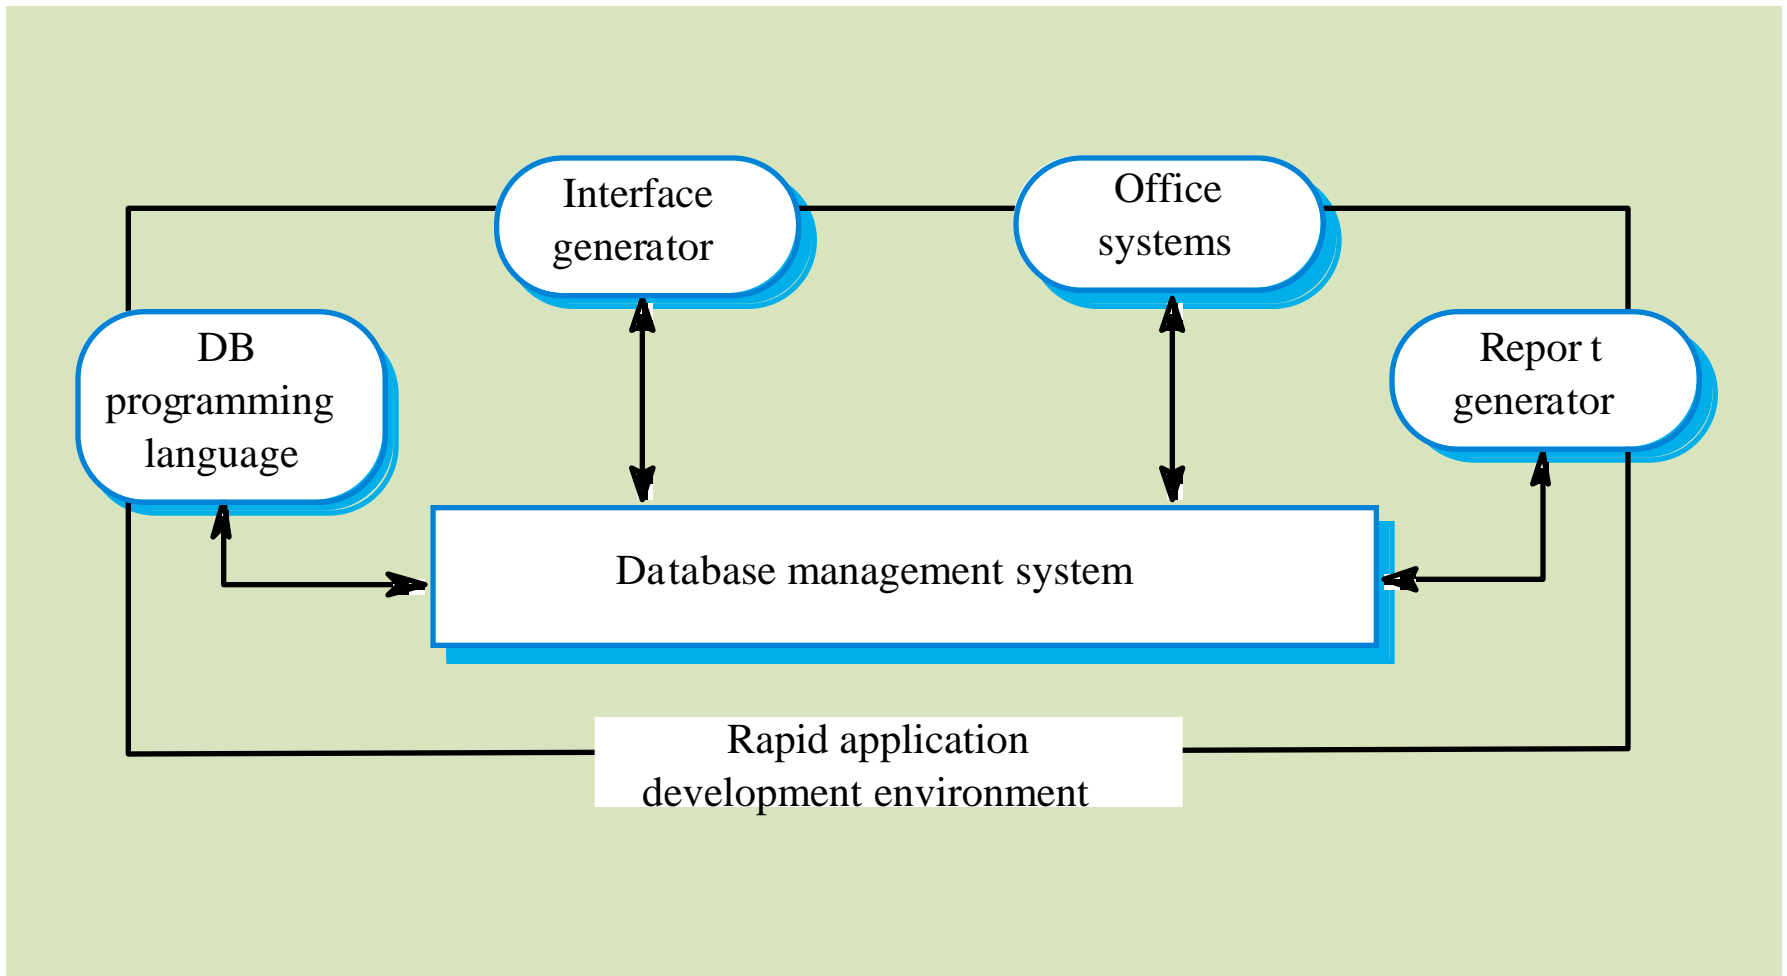 Interface
generator
Office
systems
DB
programming
language
Repor t
generator
Database management system
Rapid application
development environment